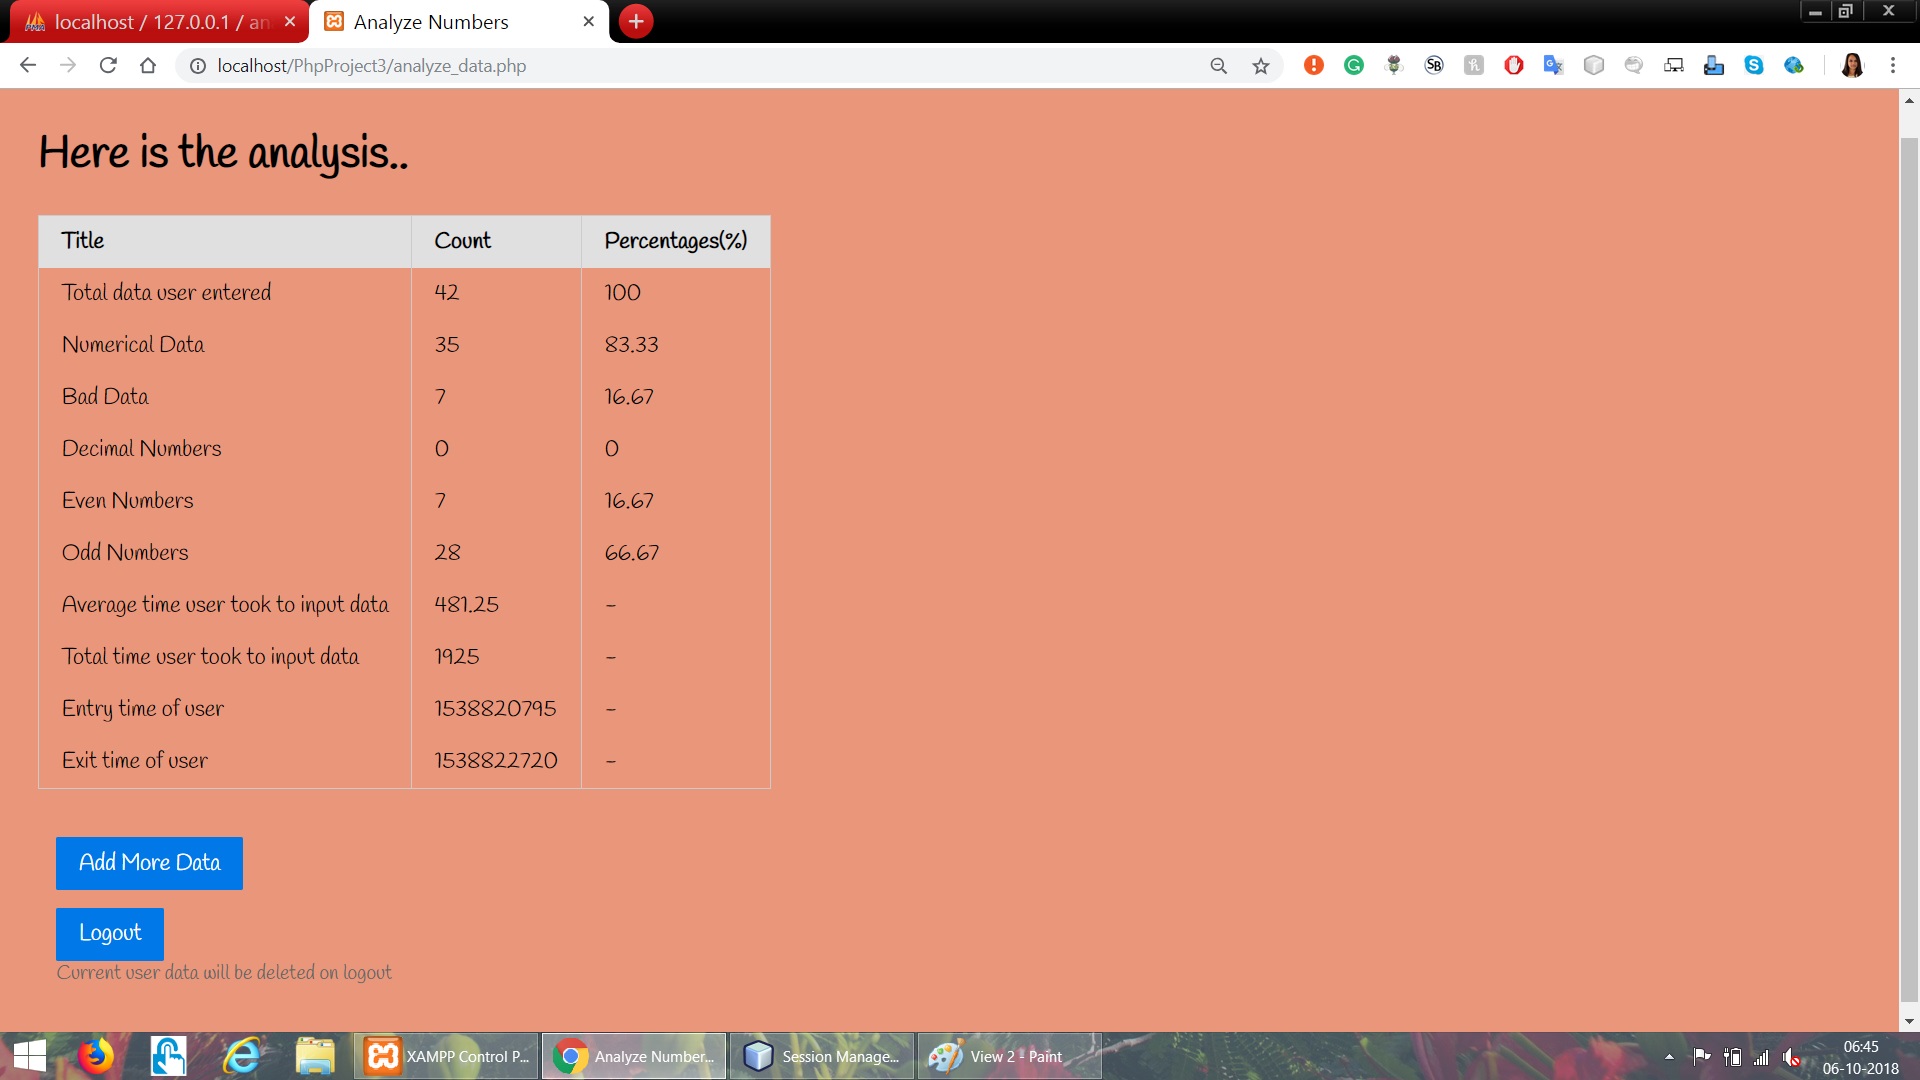 localhost / 127.0.0.1 / an
Analyze Numbers
localhost/PhpProject3/analyze_data.php
Here is the analysis..
Title Count Percentages(%)
Total data user entered 42 100
Numerical Data 35 83.33
Bad Data 7 16.67
Decimal Numbers 0 0
Even Numbers 7 16.67
Odd Numbers 28 66.67
Average time user took to input data 481.25 -
Total time user took to input data 1925 -
Entry time of user 1538820795 -
Exit time of user 1538822720 -
Add More Data
Logout
Current user data will be deleted on logout
XAMPP Control P... Analyze Number... Session Manage... View 2 - Paint
06:45
06-10-2018